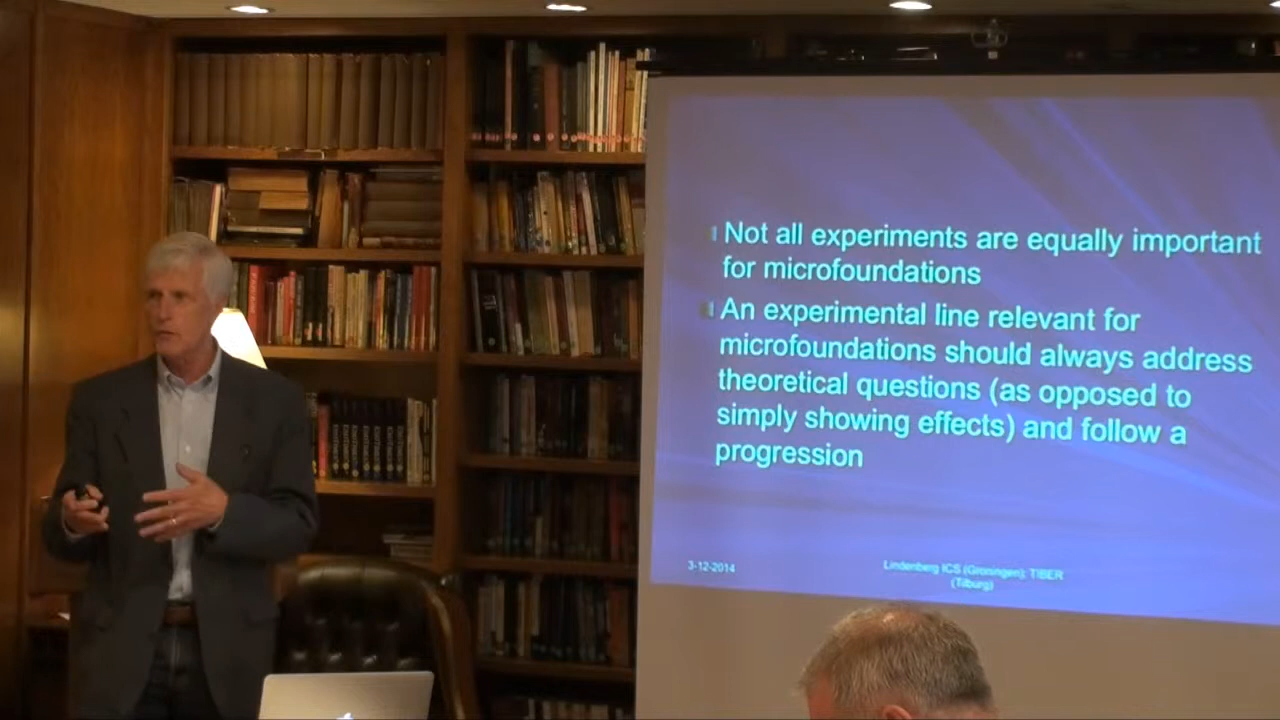 Not all experiments are equally important
for microfoundations
An experimental line relevant for
microfoundations should always address
theoretical questions (as opposed to
simply showing effects) and follow a
progression
3-12-2014
Lindenberg ICS (Groningen); TIBER
(Tilburg)